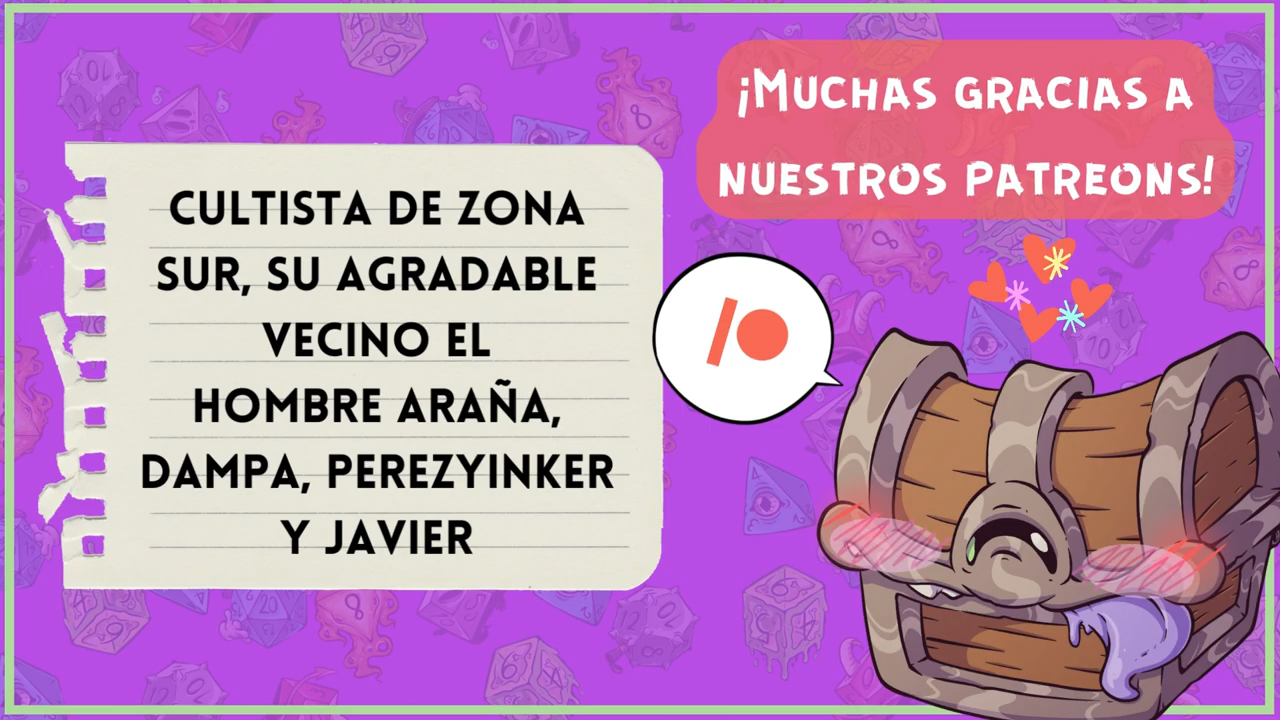 ¡MUCHAS GRACIAS A
NUESTROS PATREONS!
CULTISTA DE ZONA
SUR, SU AGRADABLE
VECINO EL
HOMBRE ARAÑA,
DAMPA, PEREZYINKER
Y JAVIER